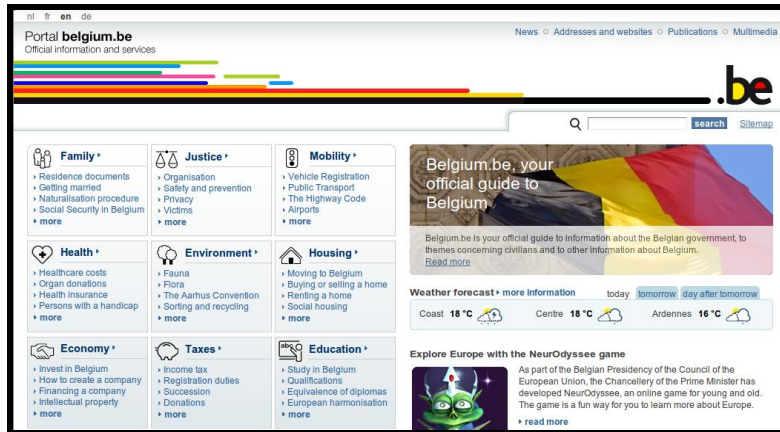 nl fr en de
Portal belgium.be
Official information and services
News Addresses and websites Publications Multimedia
.be
search Sitemap
Family
Residence documents
Getting married
Naturalisation procedure
Social Security in Belgium
more
Justice
Organisation
Safety and prevention
Privacy
Victims
more
Mobility
Vehicle Registration
Public Transport
The Highway Code
Airports
more
Health
Healthcare costs
Organ donations
Health insurance
Persons with a handicap
more
Environment
Fauna
Flora
The Aarhus Convention
Sorting and recycling
more
Housing
Moving to Belgium
Buying or selling a home
Renting a home
Social housing
more
Economy
Invest in Belgium
How to create a company
Financing a company
Intellectual property
more
Taxes
Income tax
Registration duties
Succession
Donations
more
abc
Education
Study in Belgium
Qualifications
Equivalence of diplomas
European harmonisation
more
Belgium.be, your
official guide to
Belgium
Belgium.be is your official guide to Information about the Belgian government, to
themes concerning civilians and to other information about Belgium.
Read more
Weather forecast more information today tomorrow day after tomorrow
Coast 18 °C Centre 18 °C Ardennes 16 °C
Explore Europe with the NeurOdyssee game
As part of the Belgian Presidency of the Council of the
European Union, the Chancellery of the Prime Minister has
developed NeurOdyssee, an online game for young and old.
The game is a fun way for you to learn more about Europe.
read more